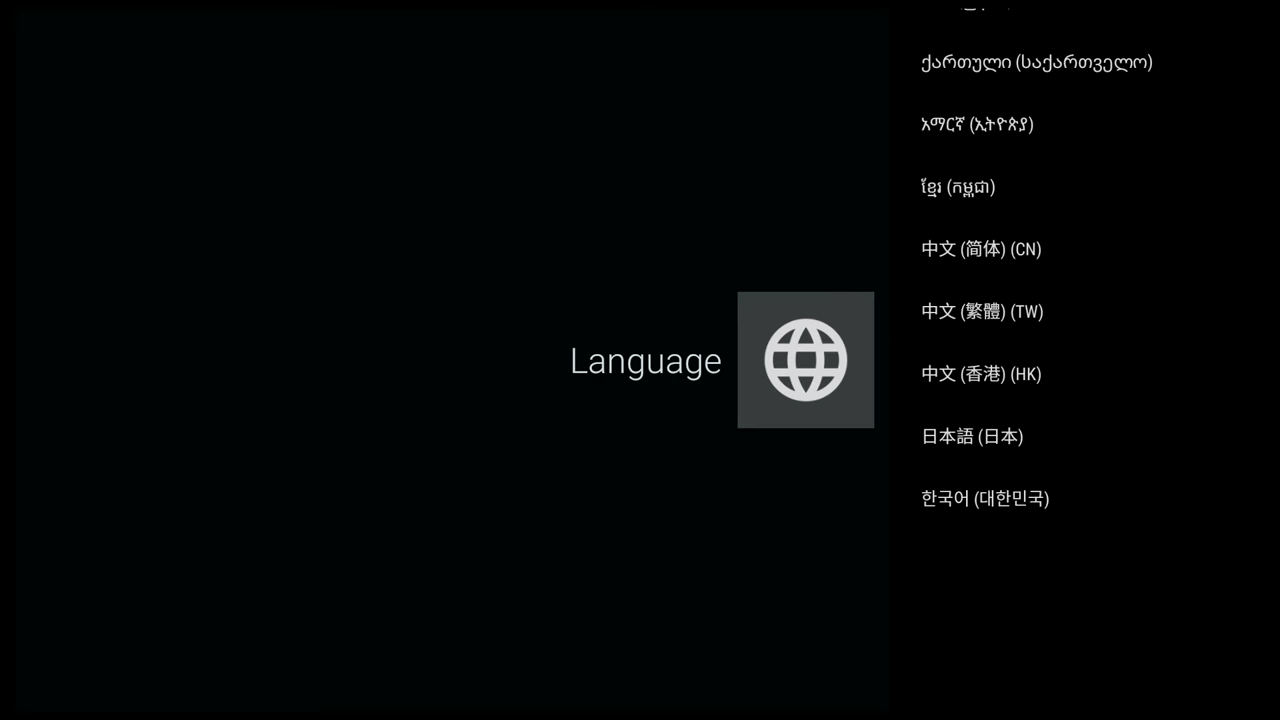 ქართული (საქართველო)
አማርኛ (ኢትዮጵያ)
ខ្មែរ (កម្ពុជា)
中文 (简体) (CN)
中文 (繁體) (TW)
中文 (香港) (HK)
Language
日本語 (日本)
한국어 (대한민국)